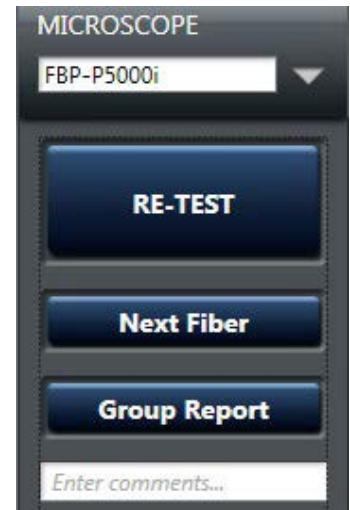 MICROSCOPE
FBP-P5000i
RE-TEST
Next Fiber
Group Report
Enter comments...